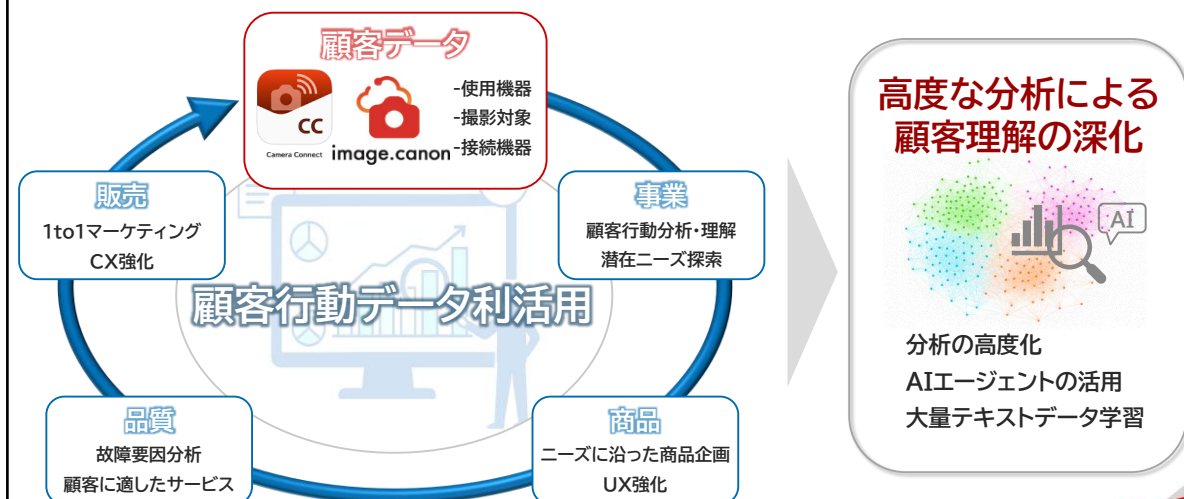 顧客データ
CC
Camera Connect
image.canon
-使用機器
-撮影対象
-接続機器
販売
1to1マーケティング
CX強化
事業
顧客行動分析・理解
潜在ニーズ探索
顧客行動データ利活用
品質
故障要因分析
顧客に適したサービス
商品
ニーズに沿った商品企画
UX強化
高度な分析による
顧客理解の深化
AI
分析の高度化
AIエージェントの活用
大量テキストデータ学習